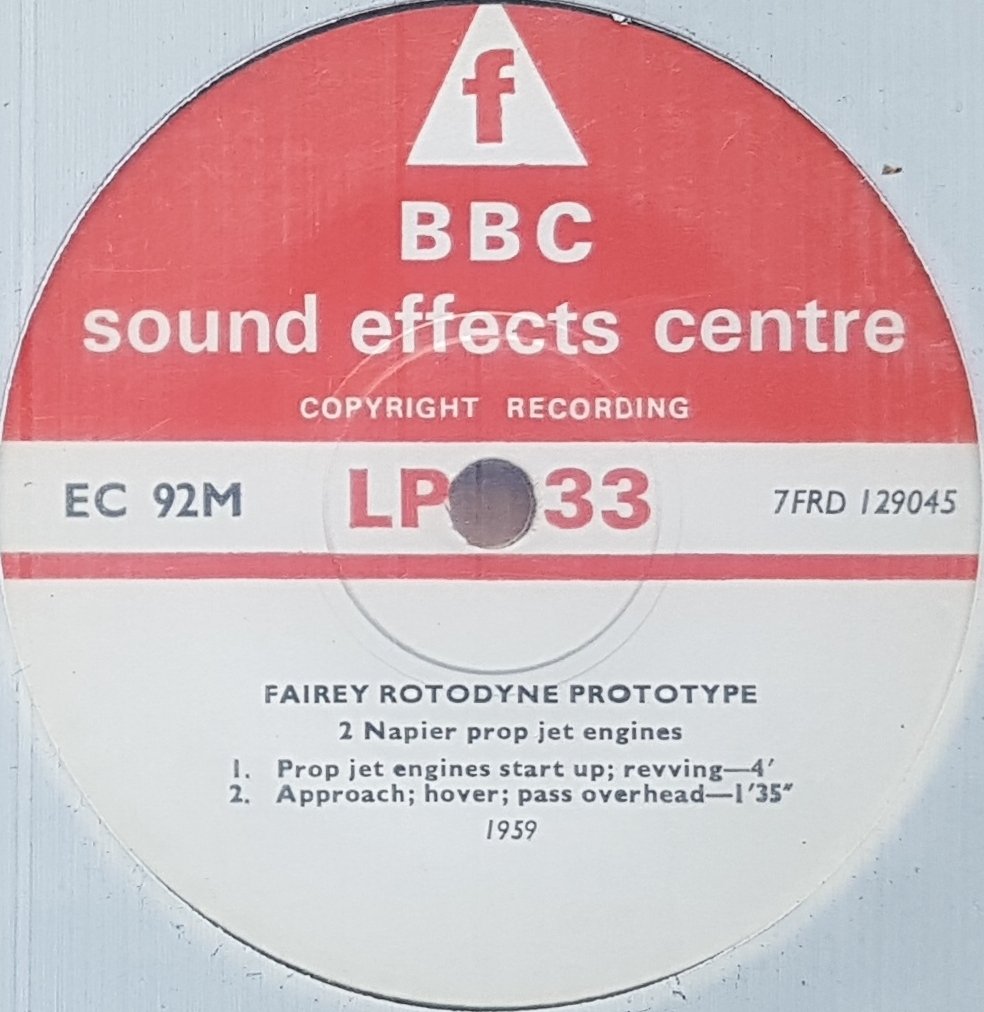 f
BBC
sound effects centre
COPYRIGHT RECORDING
EC 92M LP 33 7FRD 129045
FAIREY ROTODYNE PROTOTYPE
2 Napier prop jet engines
1. Prop jet engines start up; revving—4′
2. Approach; hover; pass overhead—1′35″
1959